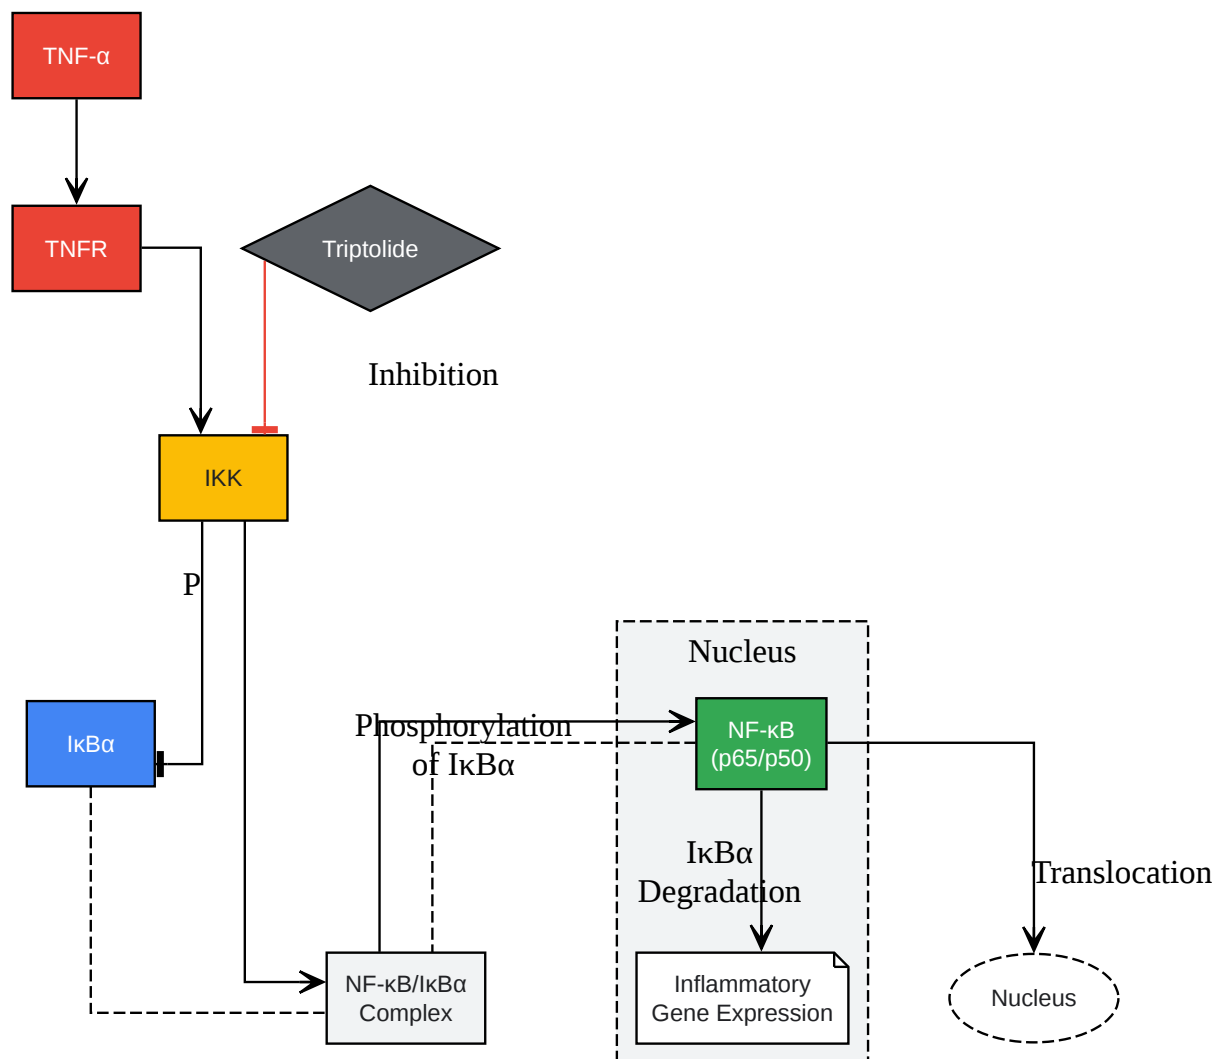 TNF-α
TNFR
Triptolide
Inhibition
IKK
P
Nucleus
IκBα
Phosphorylation
of IκBα
NF-κB
(p65/p50)
IκBα
Degradation
Translocation
NF-κB/IκBα
Complex
Inflammatory
Gene Expression
Nucleus